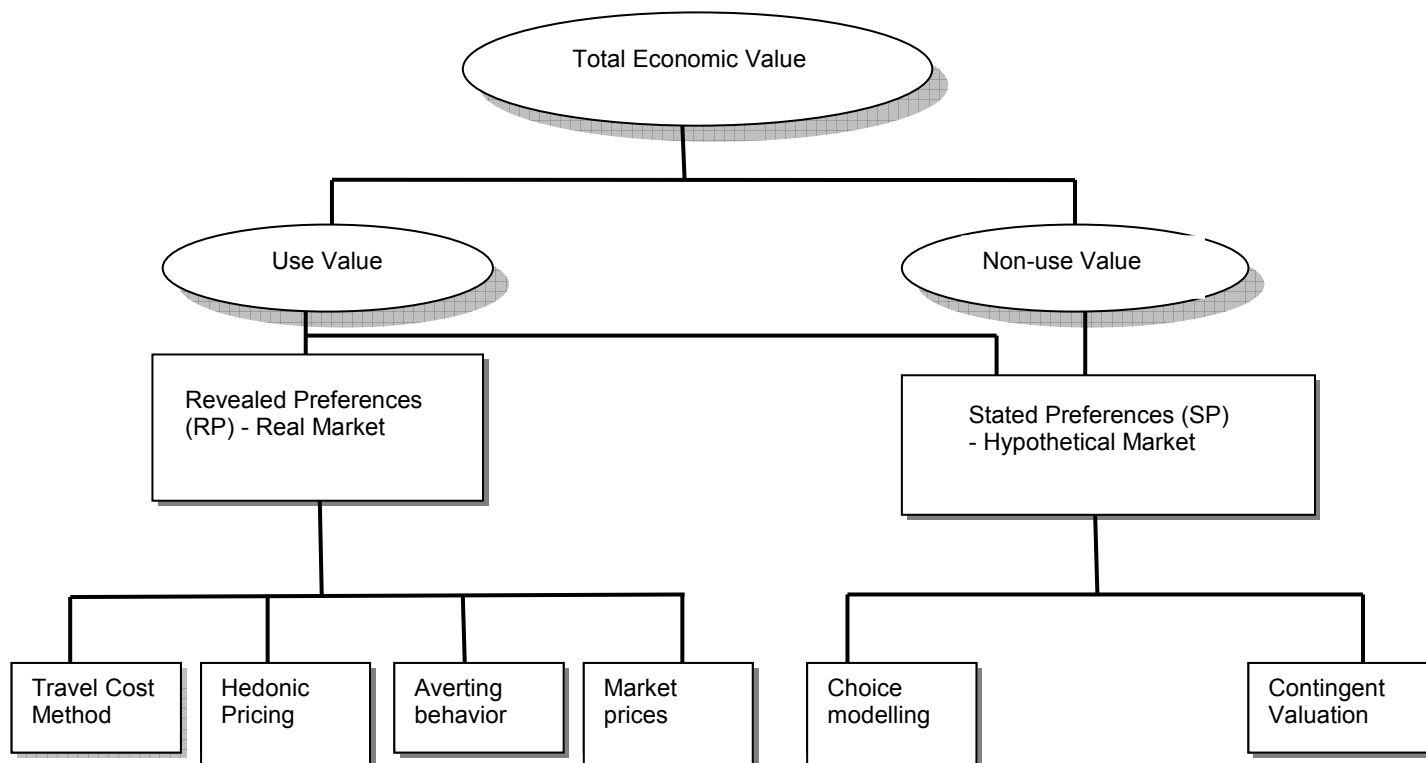 Total Economic Value
Use Value
Non-use Value
Revealed Preferences
(RP) - Real Market
Stated Preferences (SP)
- Hypothetical Market
Travel Cost
Method
Hedonic
Pricing
Averting
behavior
Market
prices
Choice
modelling
Contingent
Valuation